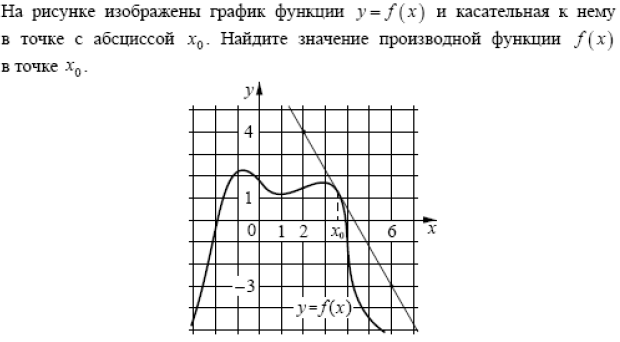 На рисунке изображены график функции y = f(x) и касательная к нему
в точке с абсциссой x₀. Найдите значение производной функции f(x)
в точке x₀.
y
4
1
0 1 2 x₀ 6 x
−3
y=f(x)